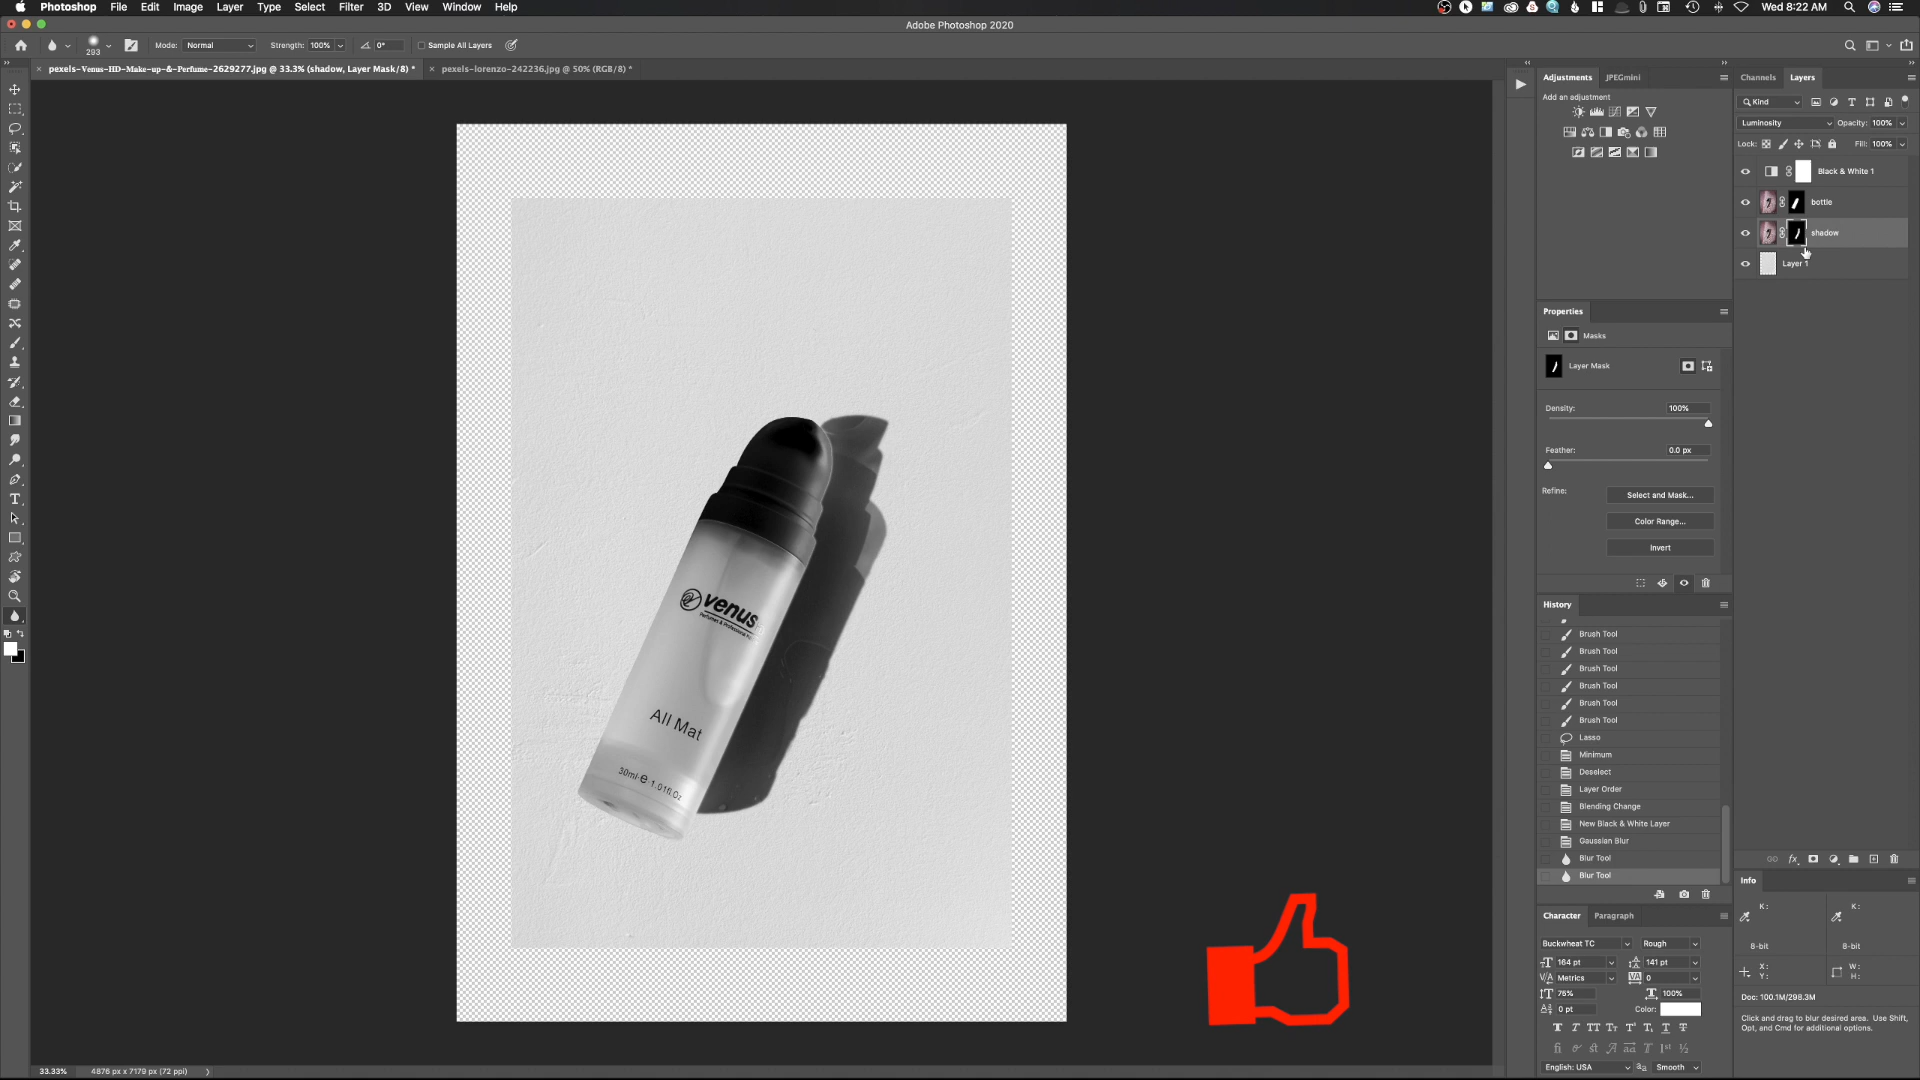 Photoshop File Edit Image Layer Type Select Filter 3D View Window Help Wed 8:22 AM
Adobe Photoshop 2020
293 Mode: Normal Strength: 100% 0° Sample All Layers
pexels-Venus-HD-Make-up-&-Perfume-2629277.jpg @ 33.3% (shadow, Layer Mask/8) * pexels-lorenzo-242236.jpg @ 50% (RGB/8) *
Adjustments JPEGmini
Add an adjustment
Channels Layers
Kind
Luminosity Opacity: 100%
Lock: Fill: 100%
Black & White 1
bottle
shadow
Layer 1
Properties
Masks
Layer Mask
Density: 100%
Feather: 0.0 px
Refine: Select and Mask...
Color Range...
Invert
History
Brush Tool
Brush Tool
Brush Tool
Brush Tool
Brush Tool
Brush Tool
Lasso
Minimum
Deselect
Layer Order
Blending Change
New Black & White Layer
Gaussian Blur
Blur Tool
Blur Tool
Character Paragraph
Buckwheat TC Rough
164 pt 141 pt
Metrics 0
76% 100%
0 pt Color:
English: USA Smooth
Info
K: K:
8-bit 8-bit
X: W:
Y: H:
Doc: 100.1M/298.3M
Click and drag to blur desired area. Use Shift,
Opt, and Cmd for additional options.
venus
All Mat
30ml e 1.01fl.Oz
33.33% 4876 px x 7179 px (72 ppi)